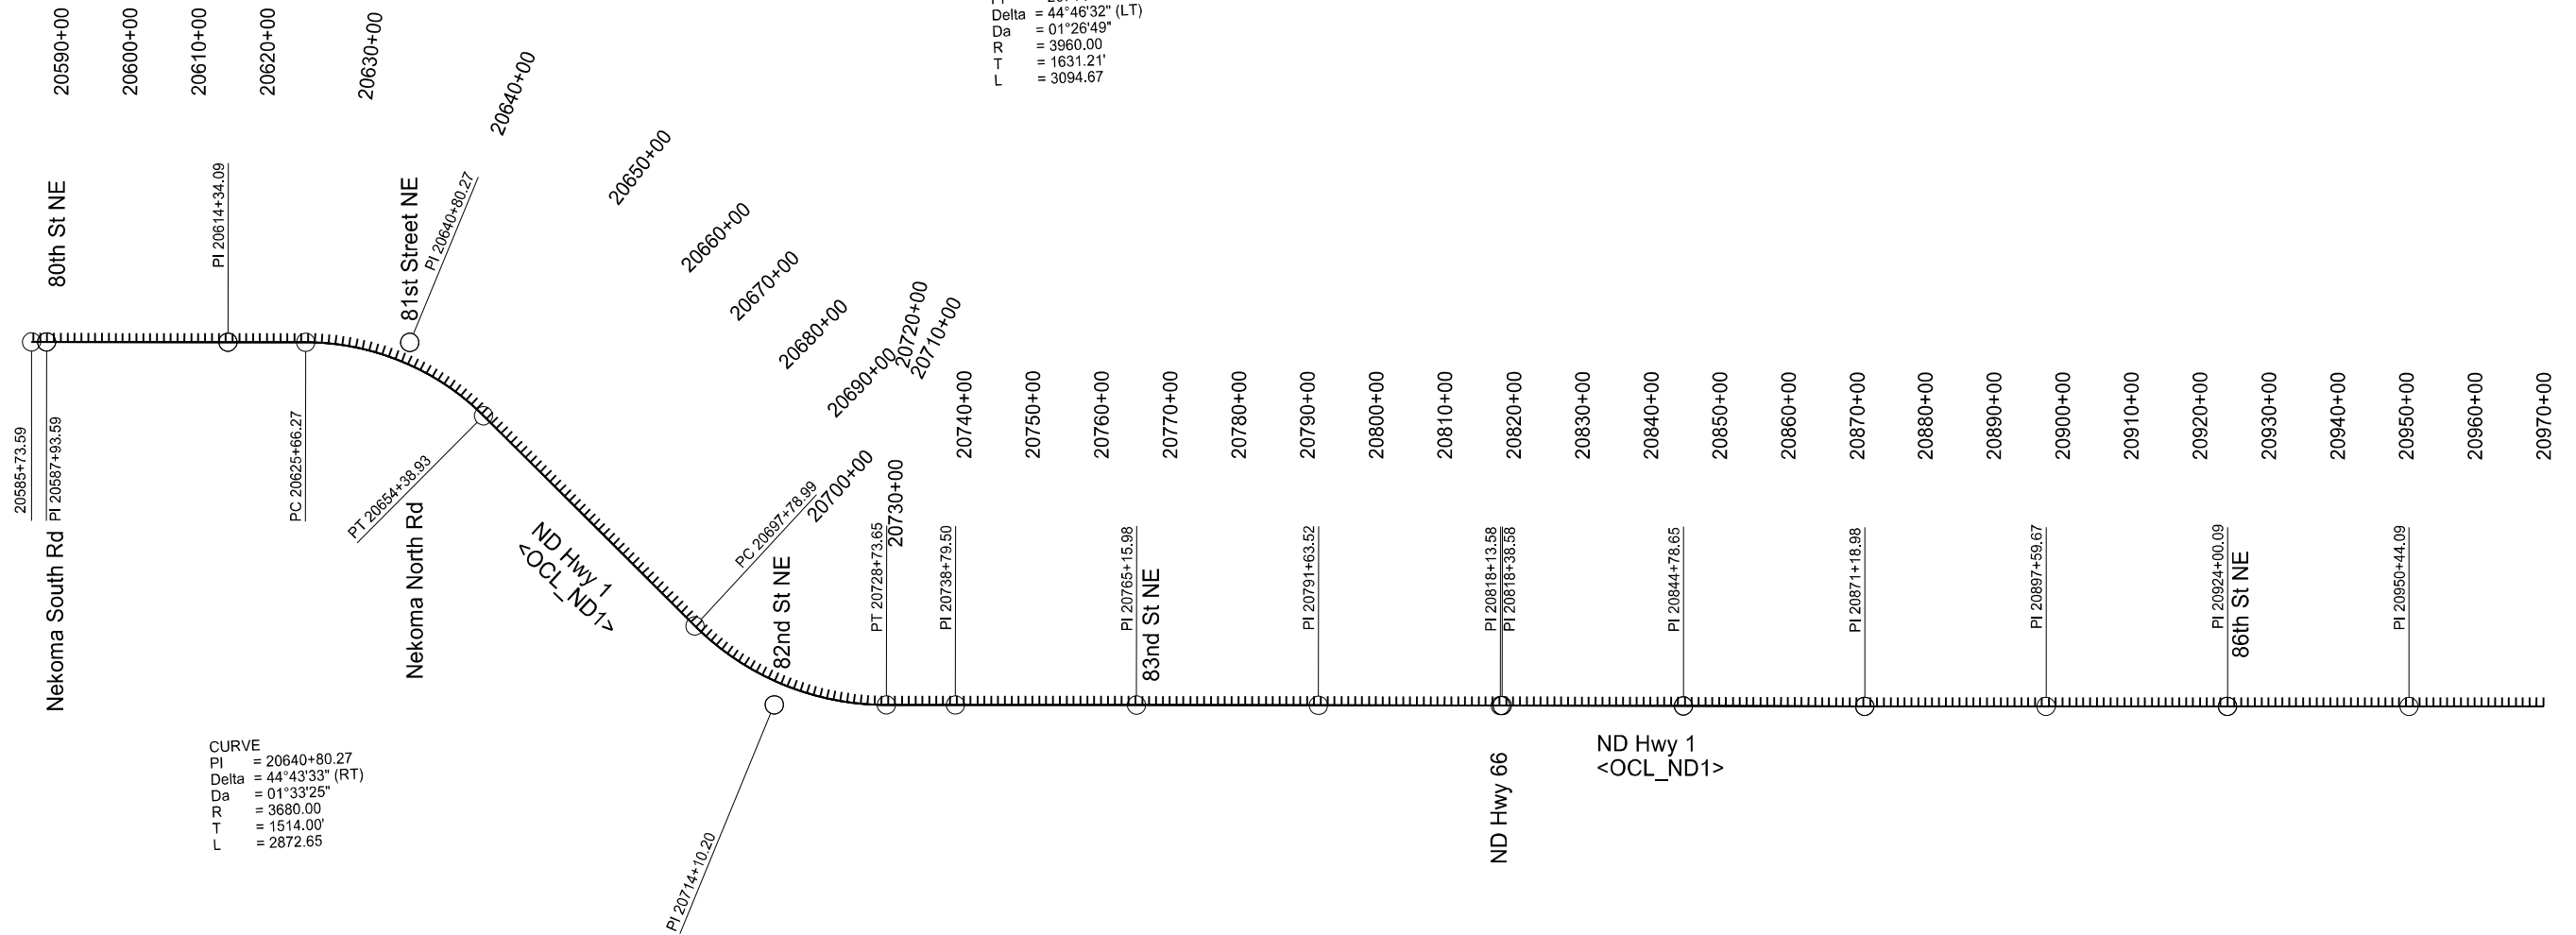 20590+00
20600+00
20610+00
20620+00
20630+00
20640+00
20650+00
20660+00
20670+00
20680+00
20690+00
20720+00
20710+00
20700+00
20730+00
Delta = 44°46'32" (LT)
Da = 01°26'49"
R = 3960.00
T = 1631.21'
L = 3094.67
80th St NE
PI 20614+34.09
81st Street NE
PI 20640+80.27
20585+73.59
PI 20587+93.59
Nekoma South Rd
PC 20625+66.27
PT 20654+38.93
Nekoma North Rd
ND Hwy 1
<OCL_ND1>
PC 20697+78.99
82nd St NE
PI 20714+10.20
PT 20728+73.65
20740+00
20750+00
20760+00
20770+00
20780+00
20790+00
20800+00
20810+00
20820+00
20830+00
20840+00
20850+00
20860+00
20870+00
20880+00
20890+00
20900+00
20910+00
20920+00
20930+00
20940+00
20950+00
20960+00
20970+00
PI 20738+79.50
PI 20765+15.98
83nd St NE
PI 20791+63.52
PI 20818+13.58
PI 20818+38.58
PI 20844+78.65
PI 20871+18.98
PI 20897+59.67
PI 20924+00.09
86th St NE
PI 20950+44.09
ND Hwy 66
ND Hwy 1
<OCL_ND1>
CURVE
PI = 20640+80.27
Delta = 44°43'33" (RT)
Da = 01°33'25"
R = 3680.00
T = 1514.00'
L = 2872.65